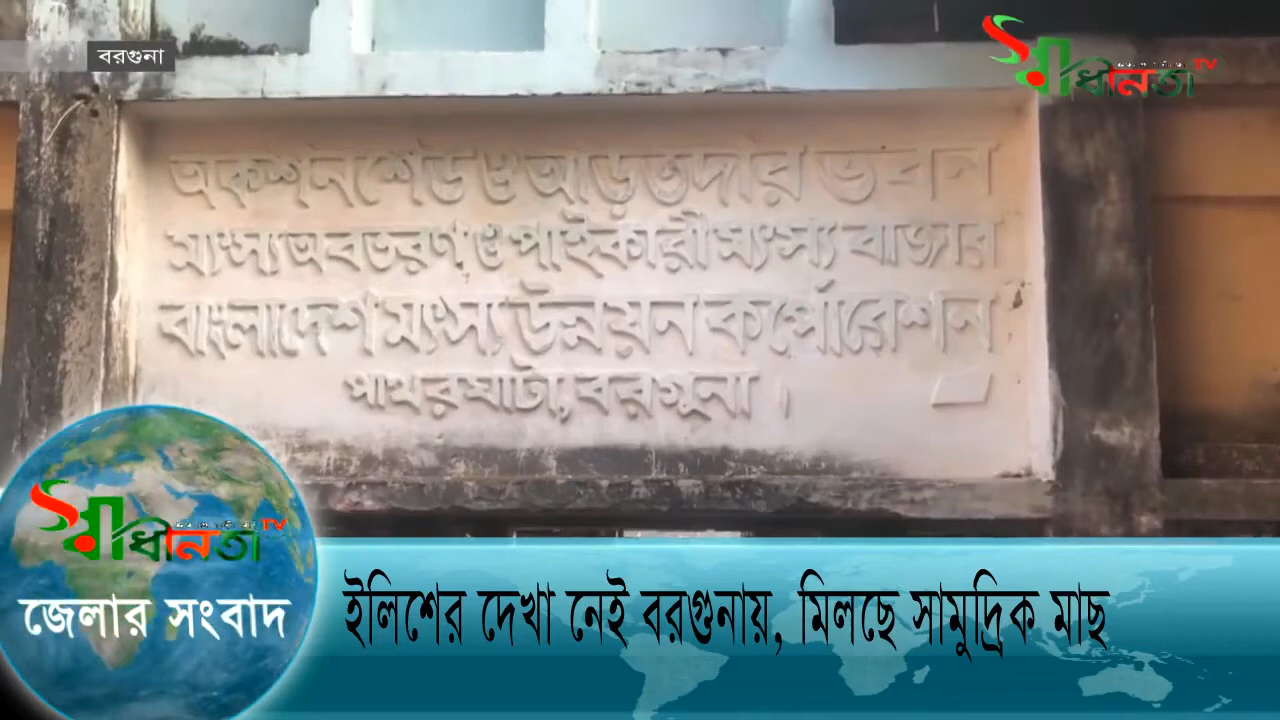 বরগুনা
স্বাধীনতা TV
অকশনশেড ও আড়তদার ভবন
মৎস্য অবতরণ ও পাইকারী মৎস্য বাজার
বাংলাদেশ মৎস্য উন্নয়ন কর্পোরেশন
পাথরঘাটা, বরগুনা ।
স্বাধীনতা TV
জেলার সংবাদ
ইলিশের দেখা নেই বরগুনায়, মিলছে সামুদ্রিক মাছ